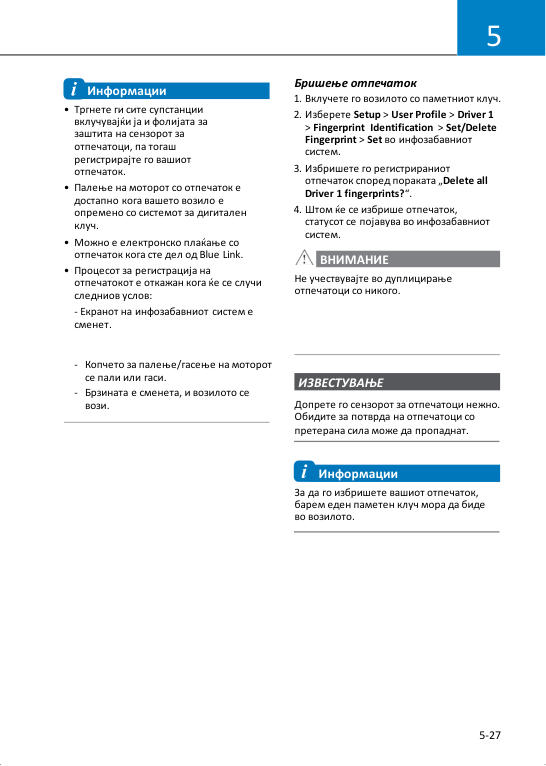 5
Информации
• Тргнете ги сите супстанции
вклучувајќи ја и фолијата за
заштита на сензорот за
отпечатоци, па тогаш
регистрирајте го вашиот
отпечаток.
• Палење на моторот со отпечаток е
достапно кога вашето возило е
опремено со системот за дигитален
клуч.
• Можно е електронско плаќање со
отпечаток кога сте дел од Blue Link.
• Процесот за регистрација на
отпечатокот е откажан кога ќе се случи
следниов услов:
- Екранот на инфозабавниот систем е
сменет.
- Копчето за палење/гасење на моторот
се пали или гаси.
- Брзината е сменета, и возилото се
вози.
Бришење отпечаток
1. Вклучете го возилото со паметниот клуч.
2. Изберете Setup > User Profile > Driver 1
> Fingerprint Identification > Set/Delete
Fingerprint > Set во инфозабавниот
систем.
3. Избришете го регистрираниот
отпечаток според пораката „Delete all
Driver 1 fingerprints?“.
4. Штом ќе се избрише отпечаток,
статусот се појавува во инфозабавниот
систем.
ВНИМАНИЕ
Не учествувајте во дуплицирање
отпечатоци со никого.
ИЗВЕСТУВАЊЕ
Допрете го сензорот за отпечатоци нежно.
Обидите за потврда на отпечатоци со
претерана сила може да пропаднат.
Информации
За да го избришете вашиот отпечаток,
барем еден паметен клуч мора да биде
во возилото.
5-27